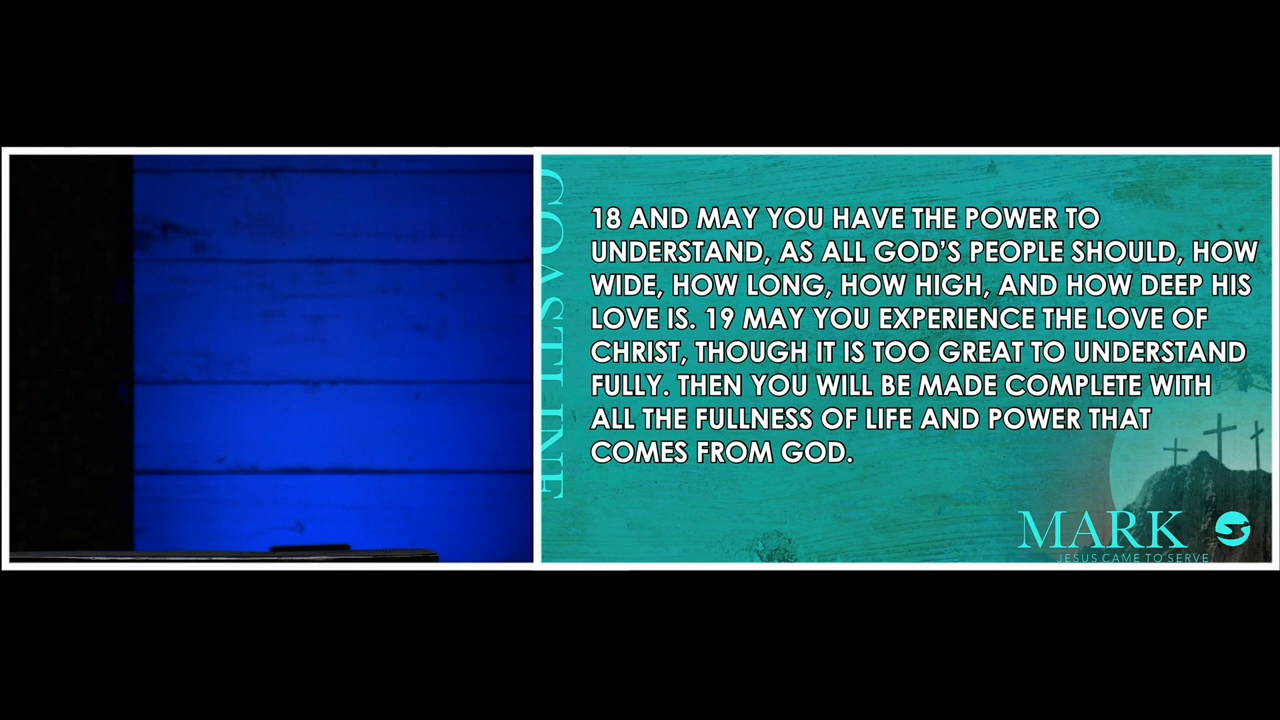 COASTLINE
18 AND MAY YOU HAVE THE POWER TO
UNDERSTAND, AS ALL GOD’S PEOPLE SHOULD, HOW
WIDE, HOW LONG, HOW HIGH, AND HOW DEEP HIS
LOVE IS. 19 MAY YOU EXPERIENCE THE LOVE OF
CHRIST, THOUGH IT IS TOO GREAT TO UNDERSTAND
FULLY. THEN YOU WILL BE MADE COMPLETE WITH
ALL THE FULLNESS OF LIFE AND POWER THAT
COMES FROM GOD.
MARK
JESUS CAME TO SERVE